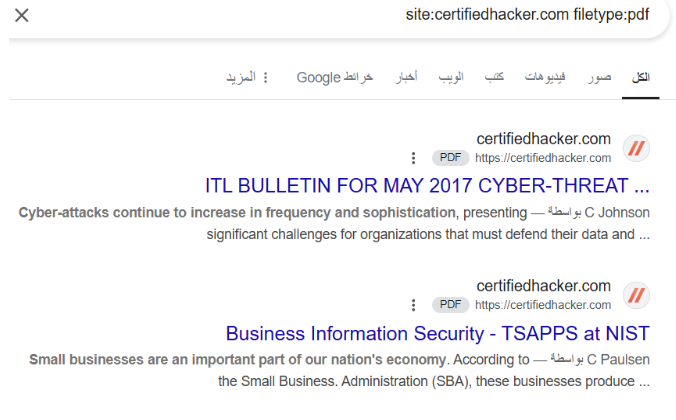 site:certifiedhacker.com filetype:pdf
الكل صور فيديوهات كتب الويب أخبار خرائط Google المزيد
certifiedhacker.com
https://certifiedhacker.com PDF
ITL BULLETIN FOR MAY 2017 CYBER-THREAT ...
Cyber-attacks continue to increase in frequency and sophistication, presenting — بواسطة C Johnson
significant challenges for organizations that must defend their data and ...
certifiedhacker.com
https://certifiedhacker.com PDF
Business Information Security - TSAPPS at NIST
Small businesses are an important part of our nation's economy. According to — بواسطة C Paulsen
the Small Business. Administration (SBA), these businesses produce ...